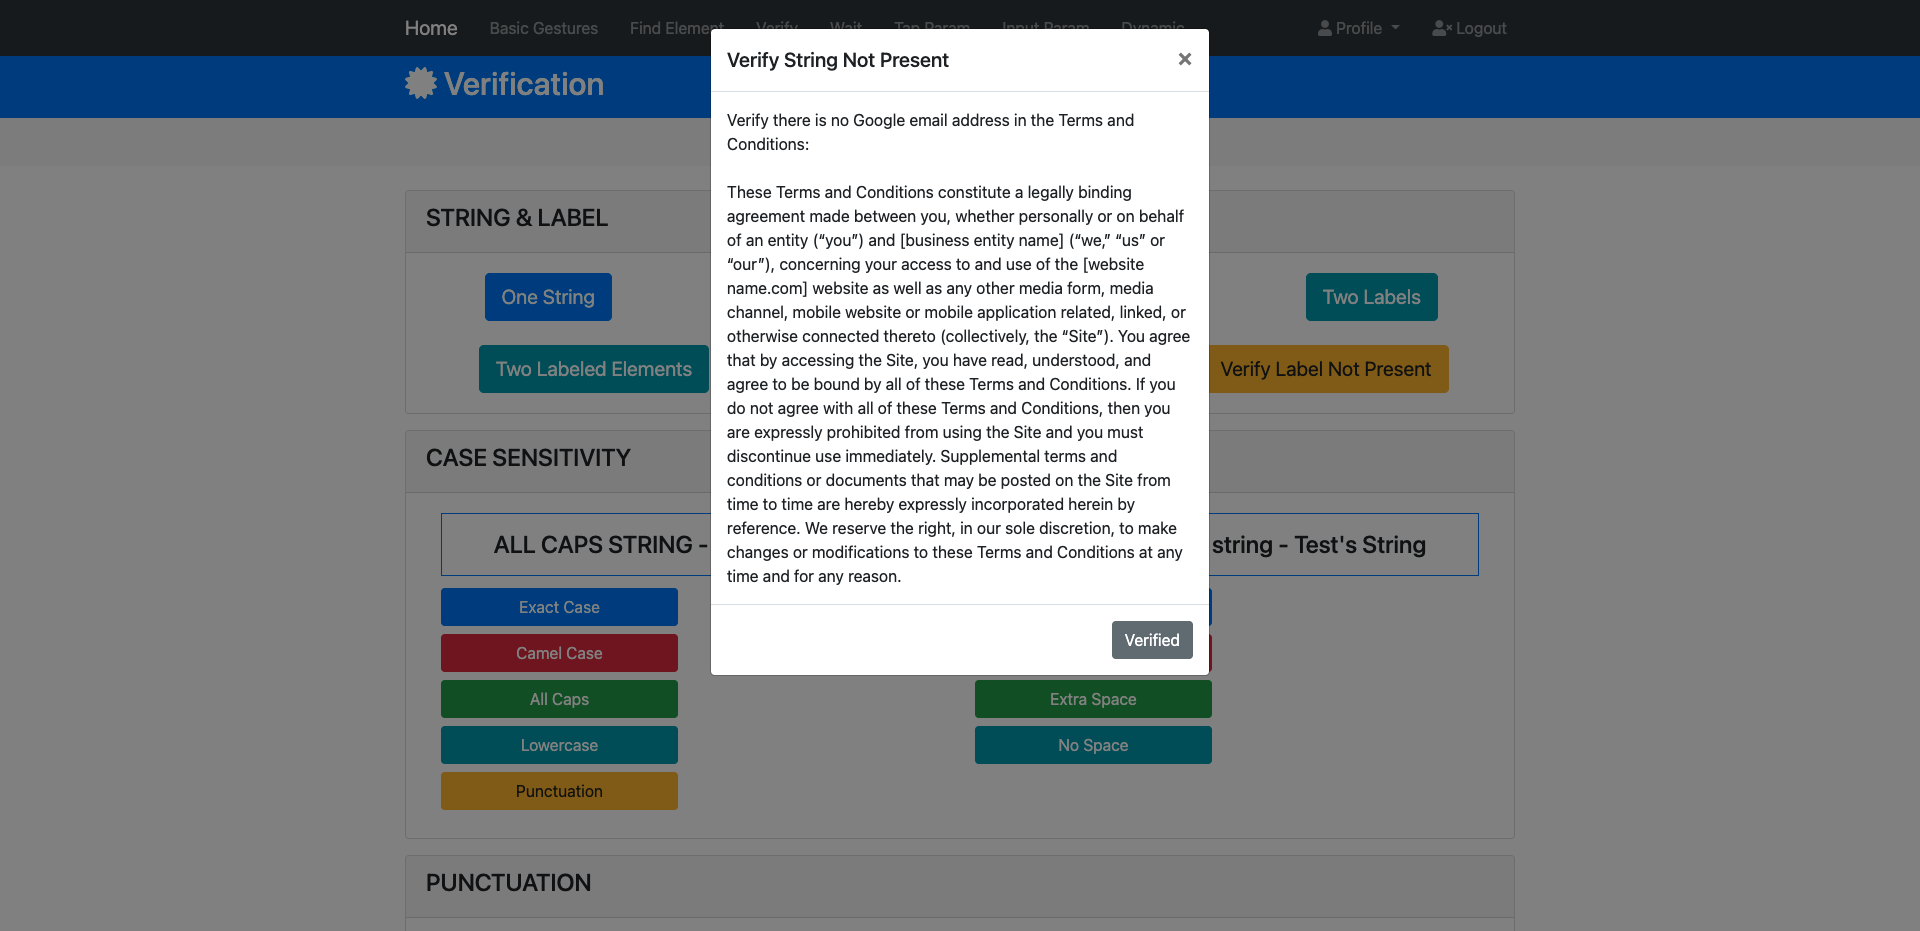 Home Basic Gestures Find Element Verify Wait Tap Param Input Param Dynamic Profile Logout
Verification
Verify String Not Present
×
Verify there is no Google email address in the Terms and
Conditions:
These Terms and Conditions constitute a legally binding
agreement made between you, whether personally or on behalf
of an entity (“you”) and [business entity name] (“we,” “us” or
“our”), concerning your access to and use of the [website
name.com] website as well as any other media form, media
channel, mobile website or mobile application related, linked, or
otherwise connected thereto (collectively, the “Site”). You agree
that by accessing the Site, you have read, understood, and
agree to be bound by all of these Terms and Conditions. If you
do not agree with all of these Terms and Conditions, then you
are expressly prohibited from using the Site and you must
discontinue use immediately. Supplemental terms and
conditions or documents that may be posted on the Site from
time to time are hereby expressly incorporated herein by
reference. We reserve the right, in our sole discretion, to make
changes or modifications to these Terms and Conditions at any
time and for any reason.
Verified
STRING & LABEL
One String
Two Labels
Two Labeled Elements
Verify Label Not Present
CASE SENSITIVITY
ALL CAPS STRING -
string - Test's String
Exact Case
Camel Case
All Caps
Extra Space
Lowercase
No Space
Punctuation
PUNCTUATION